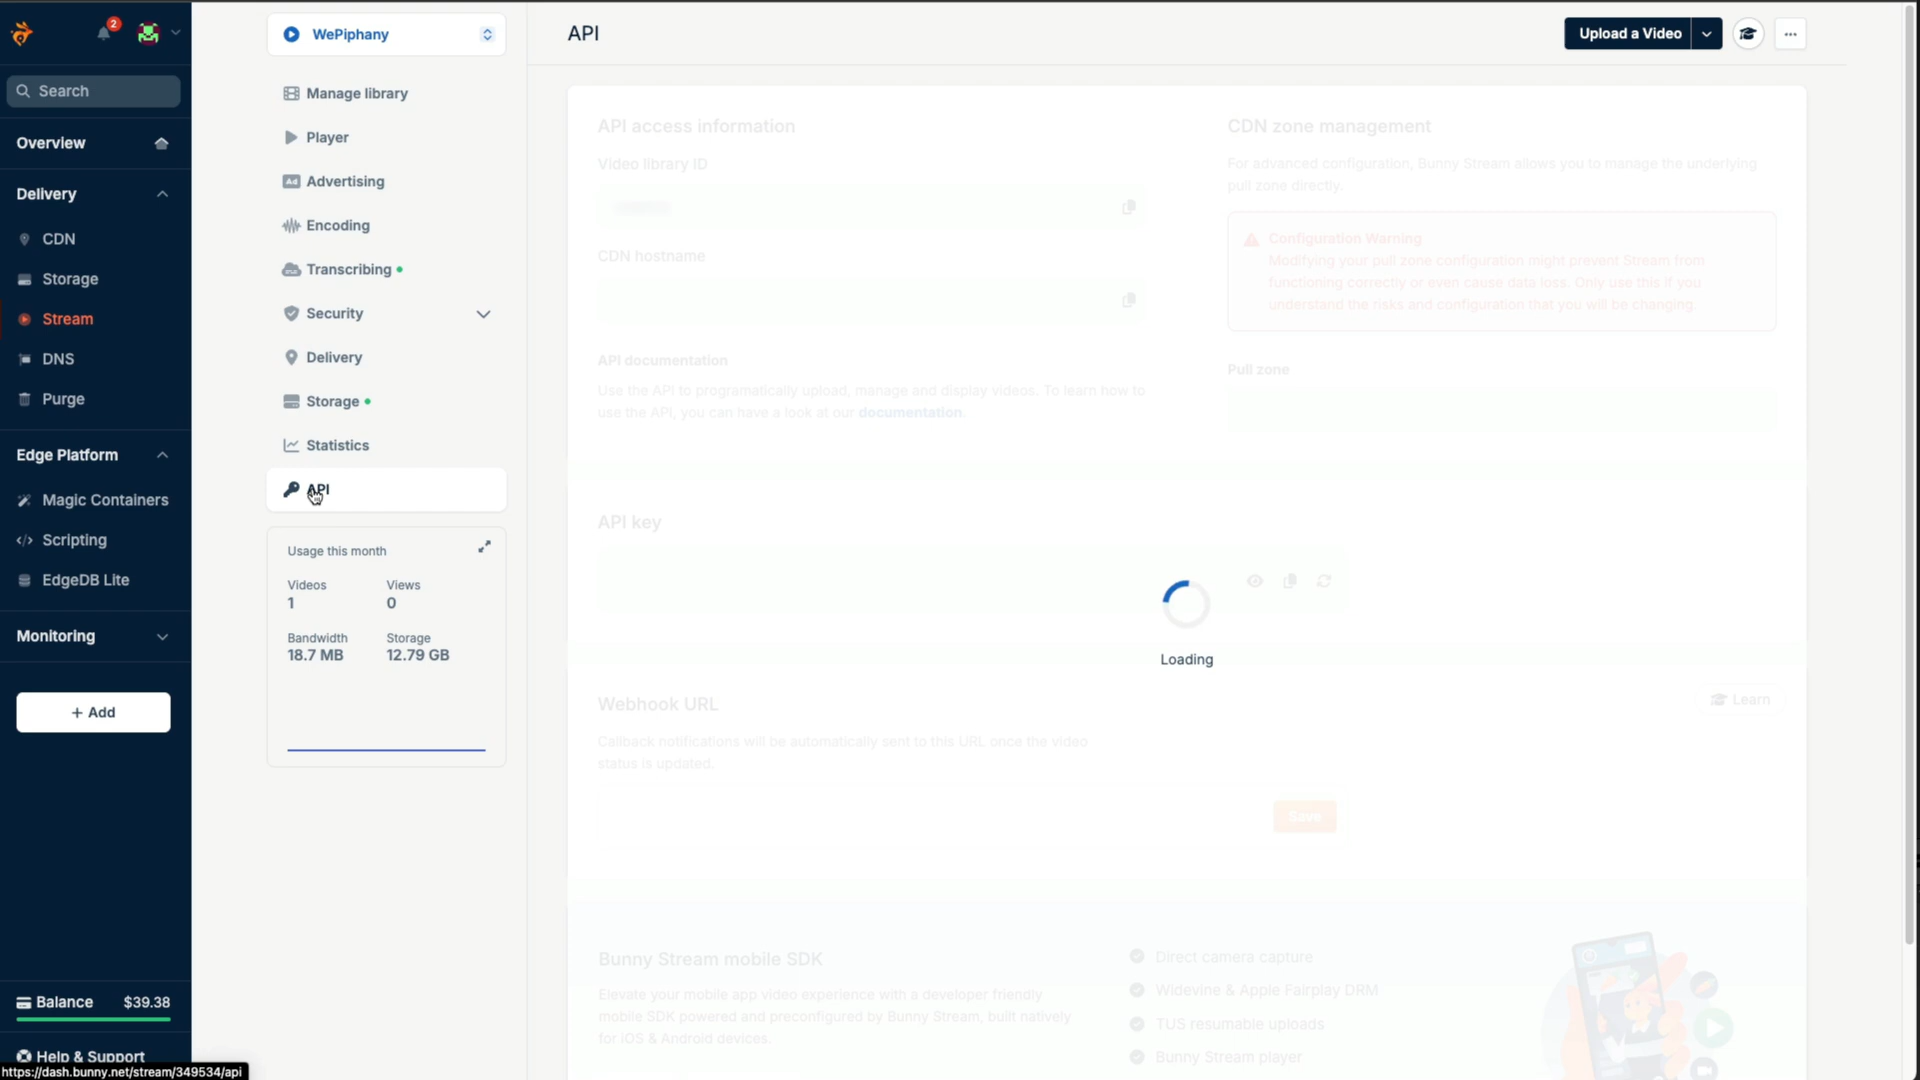 2
Search
Overview
Delivery
CDN
Storage
Stream
DNS
Purge
Edge Platform
Magic Containers
Scripting
EdgeDB Lite
Monitoring
+ Add
Balance $39.38
Help & Support
https://dash.bunny.net/stream/349534/api
WePiphany
Manage library
Player
Ad Advertising
Encoding
Transcribing
Security
Delivery
Storage
Statistics
API
Usage this month
Videos Views
1 0
Bandwidth Storage
18.7 MB 12.79 GB
API
Upload a Video
API access information
Video library ID
CDN hostname
API documentation
Use the API to programatically upload, manage and display videos. To learn how to
use the API, you can have a look at our documentation.
CDN zone management
For advanced configuration, Bunny Stream allows you to manage the underlying
pull zone directly.
Configuration Warning
Modifying your pull zone configuration might prevent Stream from
functioning correctly or even cause data loss. Only use this if you
understand the risks and configuration that you will be changing.
Pull zone
API key
Loading
Webhook URL
Learn
Callback notifications will be automatically sent to this URL once the video
status is updated.
Save
Bunny Stream mobile SDK
Elevate your mobile app video experience with a developer friendly
mobile SDK powered and preconfigured by Bunny Stream, built natively
for iOS & Android devices.
Direct camera capture
Widevine & Apple Fairplay DRM
TUS resumable uploads
Bunny Stream player